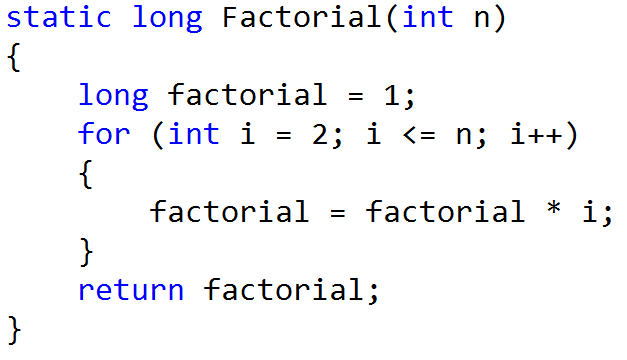 static long Factorial(int n)
{
    long factorial = 1;
    for (int i = 2; i <= n; i++)
    {
        factorial = factorial * i;
    }
    return factorial;
}